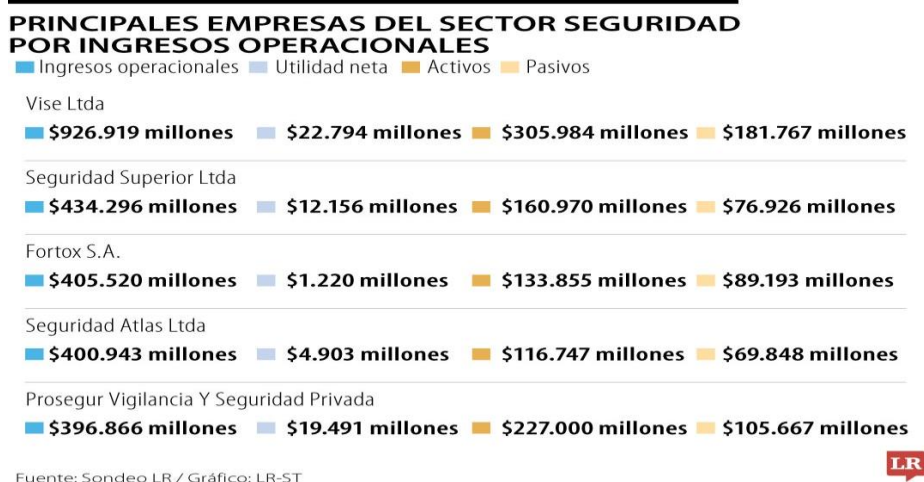 PRINCIPALES EMPRESAS DEL SECTOR SEGURIDAD
POR INGRESOS OPERACIONALES
Ingresos operacionales Utilidad neta Activos Pasivos
Vise Ltda
$926.919 millones $22.794 millones $305.984 millones $181.767 millones
Seguridad Superior Ltda
$434.296 millones $12.156 millones $160.970 millones $76.926 millones
Fortox S.A.
$405.520 millones $1.220 millones $133.855 millones $89.193 millones
Seguridad Atlas Ltda
$400.943 millones $4.903 millones $116.747 millones $69.848 millones
Prosegur Vigilancia Y Seguridad Privada
$396.866 millones $19.491 millones $227.000 millones $105.667 millones
Fuente: Sondeo LR / Gráfico: LR-ST
LR